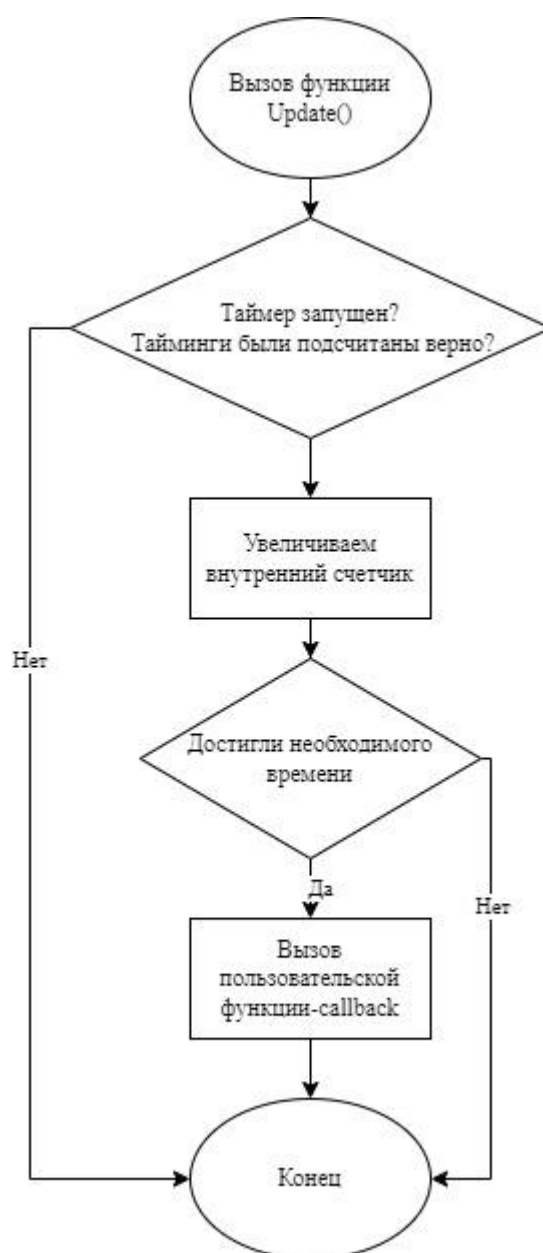 Вызов функции
Update()
Таймер запущен?
Тайминги были подсчитаны верно?
Увеличиваем
внутренний счетчик
Нет
Достигли необходимого
времени
Да
Нет
Вызов
пользовательской
функции-callback
Конец